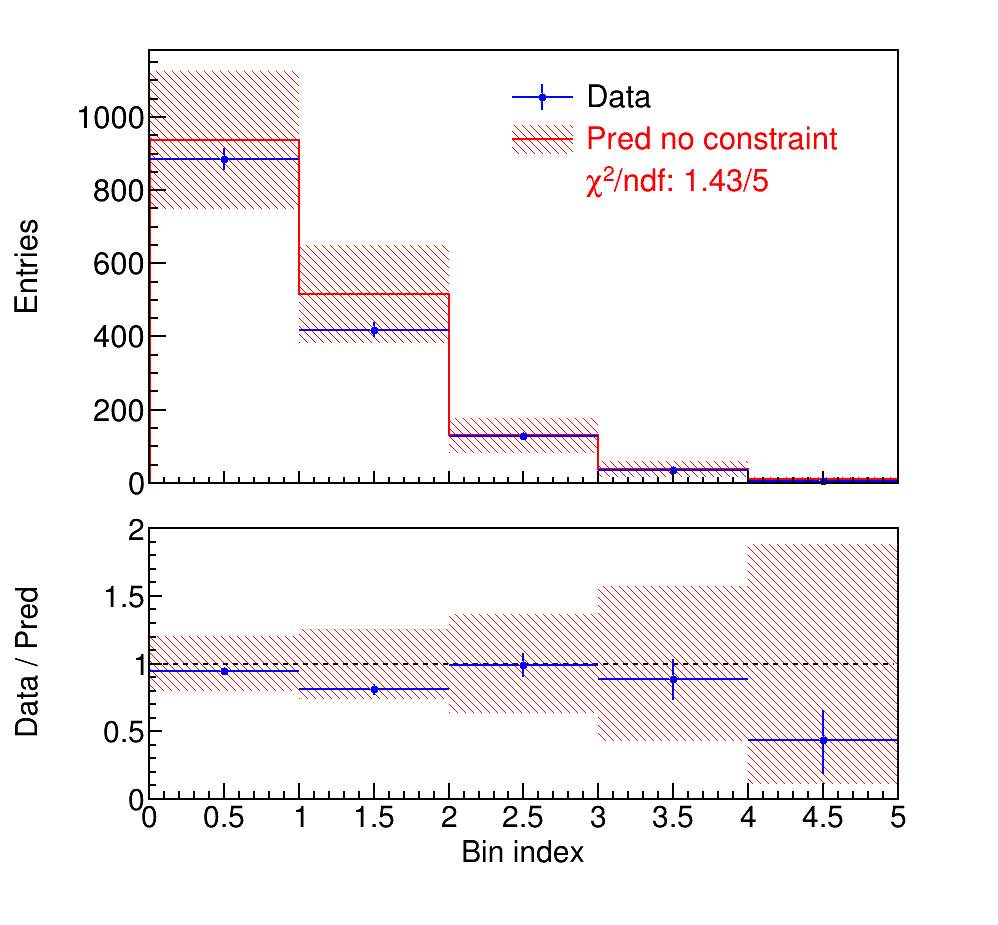 Entries
1000
800
600
400
200
0
Data
Pred no constraint
χ²/ndf: 1.43/5
Data / Pred
2
1.5
1
0.5
0
0 0.5 1 1.5 2 2.5 3 3.5 4 4.5 5
Bin index